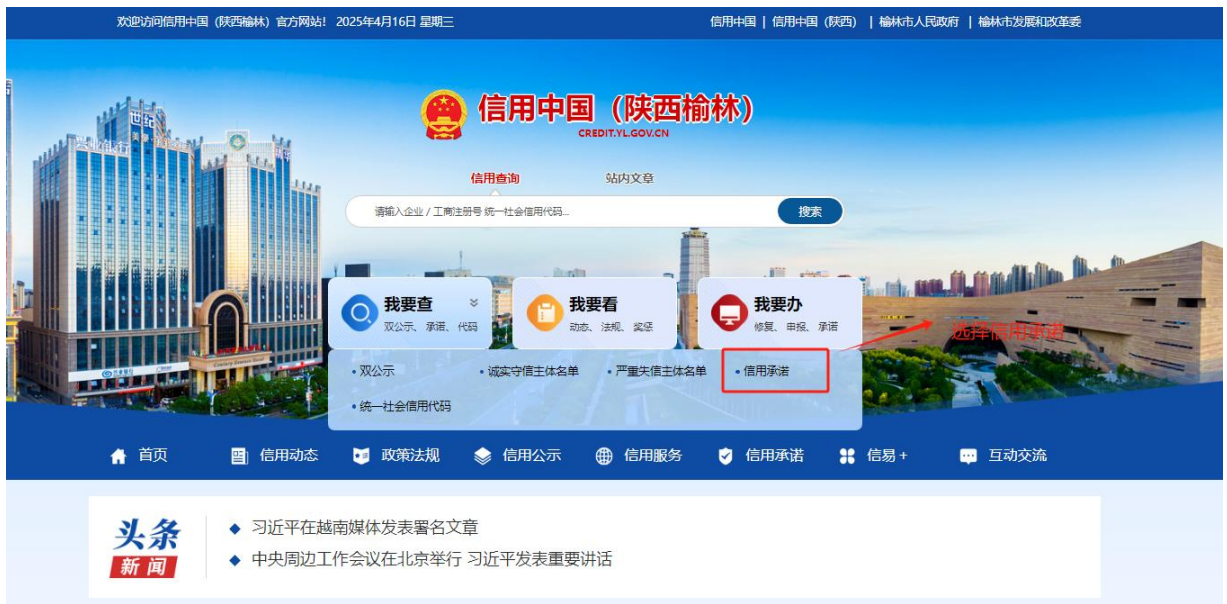 欢迎访问信用中国（陕西榆林）官方网站！ 2025年4月16日 星期三
信用中国 | 信用中国（陕西） | 榆林市人民政府 | 榆林市发展和改革委
信用中国（陕西榆林）
CREDIT.YL.GOV.CN
信用查询 站内文章
请输入企业 / 工商注册号 统一社会信用代码...
搜索
我要查
双公示、承诺、代码
我要看
动态、法规、奖惩
我要办
修复、申报、承诺
选择信用承诺
•双公示 •诚实守信主体名单 •严重失信主体名单 •信用承诺
•统一社会信用代码
首页 信用动态 政策法规 信用公示 信用服务 信用承诺 信易+ 互动交流
头条
新闻
习近平在越南媒体发表署名文章
中央周边工作会议在北京举行 习近平发表重要讲话